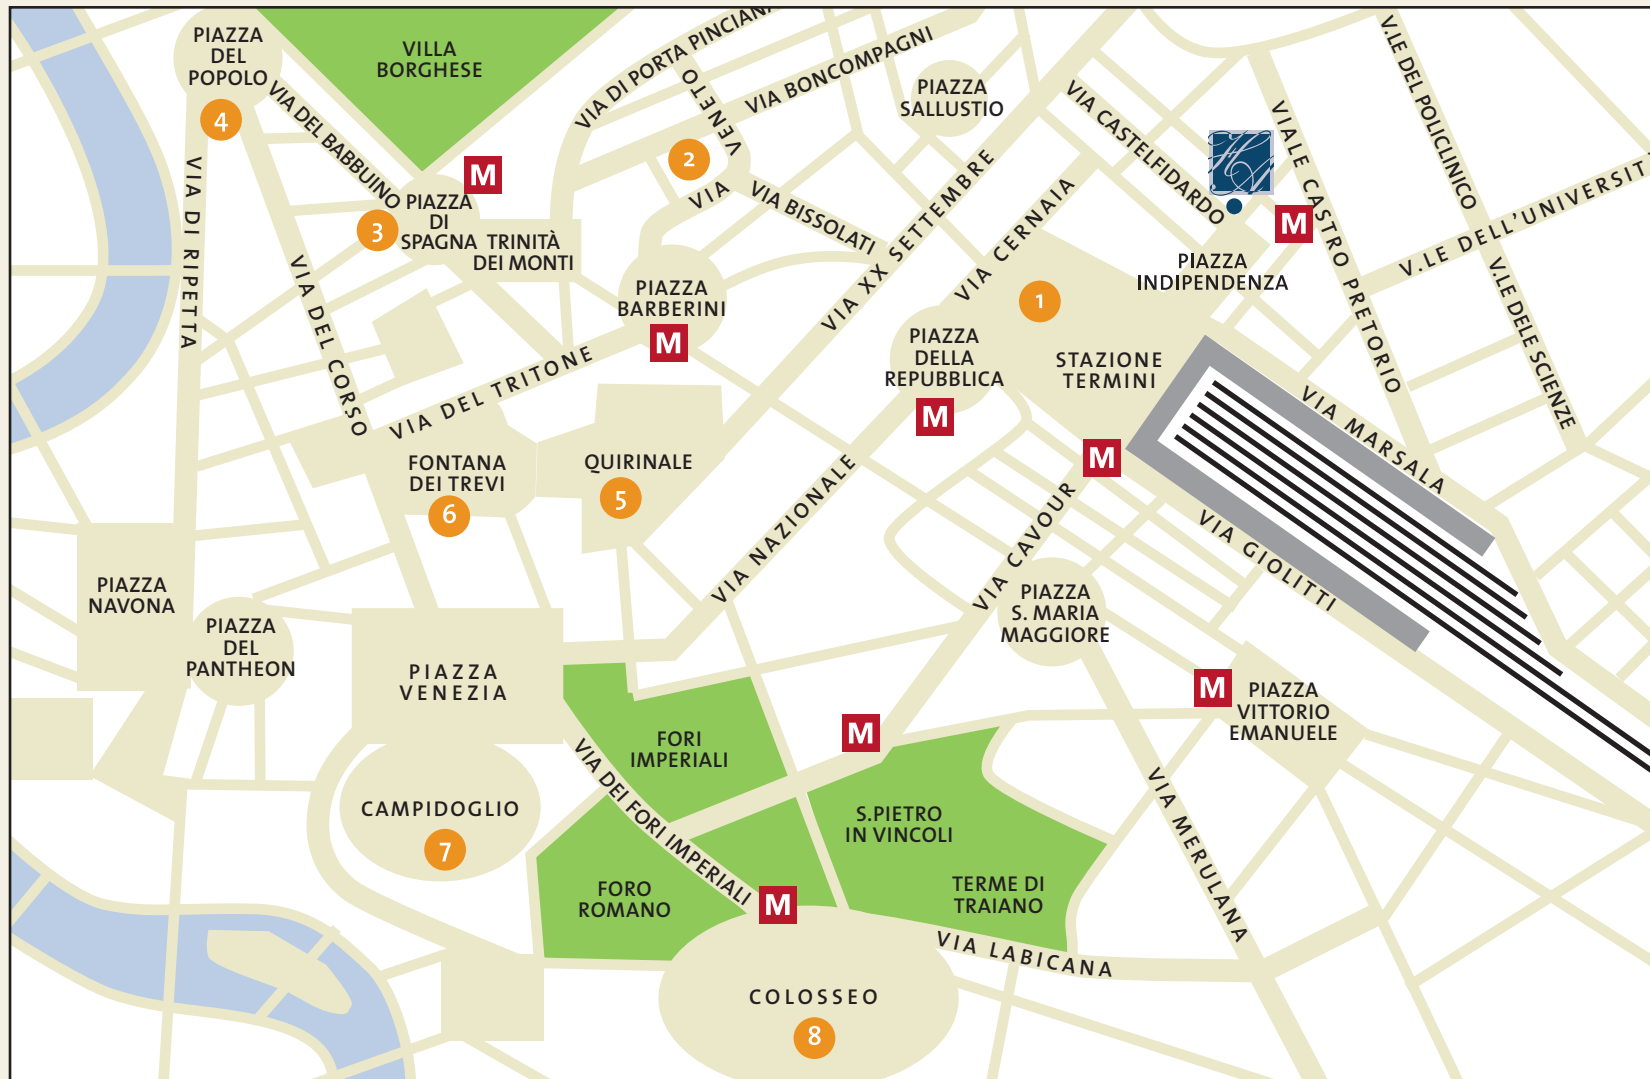 PIAZZA
DEL
POPOLO
4
VILLA
BORGHESE
VIA DI PORTA PINCIANA
VIA BONCOMPAGNI
VIA VENETO
2
PIAZZA
SALLUSTIO
VIA CASTELFIDARDO
HV
VIALE CASTRO PRETORIO
V.LE DEL POLICLINICO
V.LE DELL'UNIVERSIT
V.LE DELE SCIENZE
VIA DEL BABBUINO
VIA DI RIPETTA
VIA DEL CORSO
M
3
PIAZZA
DI
SPAGNA
TRINITÀ
DEI MONTI
VIA BISSOLATI
VIA XX SETTEMBRE
VIA CERNAIA
M
PIAZZA
INDIPENDENZA
1
PIAZZA
BARBERINI
M
PIAZZA
DELLA
REPUBBLICA
M
STAZIONE
TERMINI
M
VIA MARSALA
VIA GIOLITTI
VIA DEL TRITONE
FONTANA
DEI TREVI
6
QUIRINALE
5
VIA NAZIONALE
VIA CAVOUR
PIAZZA
NAVONA
PIAZZA
DEL
PANTHEON
PIAZZA
VENEZIA
PIAZZA
S. MARIA
MAGGIORE
M
PIAZZA
VITTORIO
EMANUELE
M
FORI
IMPERIALI
VIA DEI FORI IMPERIALI
CAMPIDOGLIO
7
S.PIETRO
IN VINCOLI
VIA MERULANA
FORO
ROMANO
M
TERME DI
TRAIANO
VIA LABICANA
COLOSSEO
8